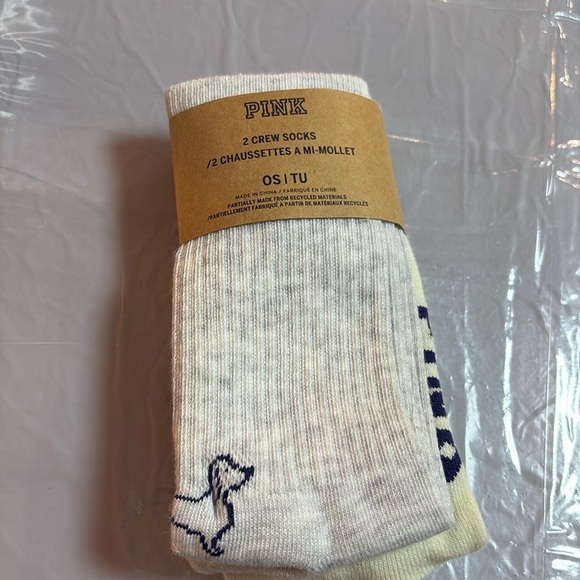 PINK
2 CREW SOCKS
/2 CHAUSSETTES A MI-MOLLET
OS | TU
MADE IN CHINA / FABRIQUÉ EN CHINE
PARTIALLY MADE FROM RECYCLED MATERIALS
/PARTIELLEMENT FABRIQUÉ À PARTIR DE MATÉRIAUX RECYCLÉS